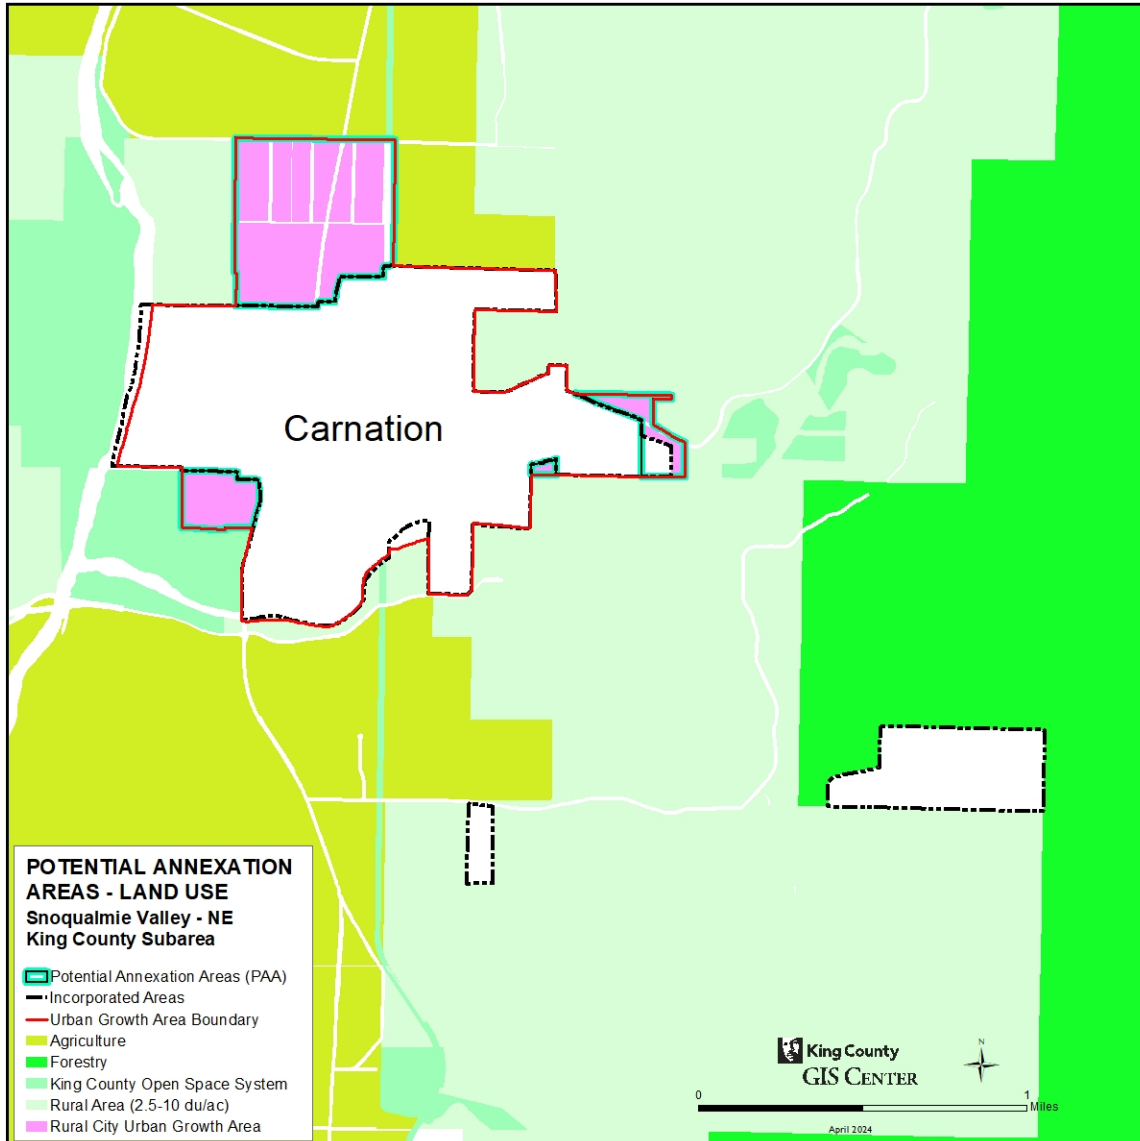 Carnation
POTENTIAL ANNEXATION
AREAS - LAND USE
Snoqualmie Valley - NE
King County Subarea
Potential Annexation Areas (PAA)
Incorporated Areas
Urban Growth Area Boundary
Agriculture
Forestry
King County Open Space System
Rural Area (2.5-10 du/ac)
Rural City Urban Growth Area
King County
GIS CENTER
N
0 1
Miles
April 2024